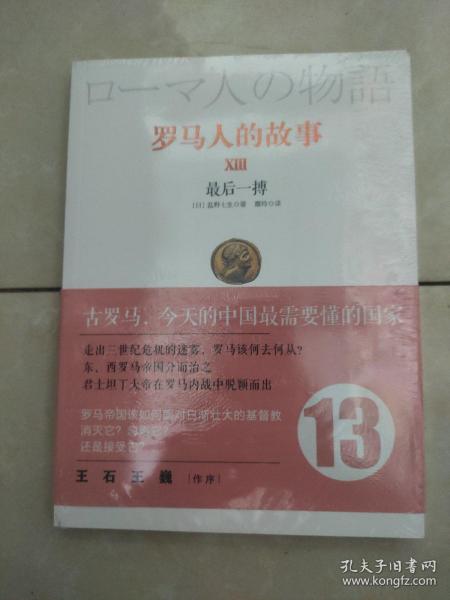 ローマ人の物語
罗马人的故事
XIII
最后一搏
［日］盐野七生◎著 译
古罗马，今天的中国最需要懂的国家
走出三世纪危机的迷雾，罗马该何去何从？
东、西罗马帝国分而治之
君士坦丁大帝在罗马内战中脱颖而出
罗马帝国该如何面对日渐壮大的基督教
消灭它？
还是接受它？
13
王 石 王 巍 ［作序］
孔夫子旧书网
www.kongfz.com